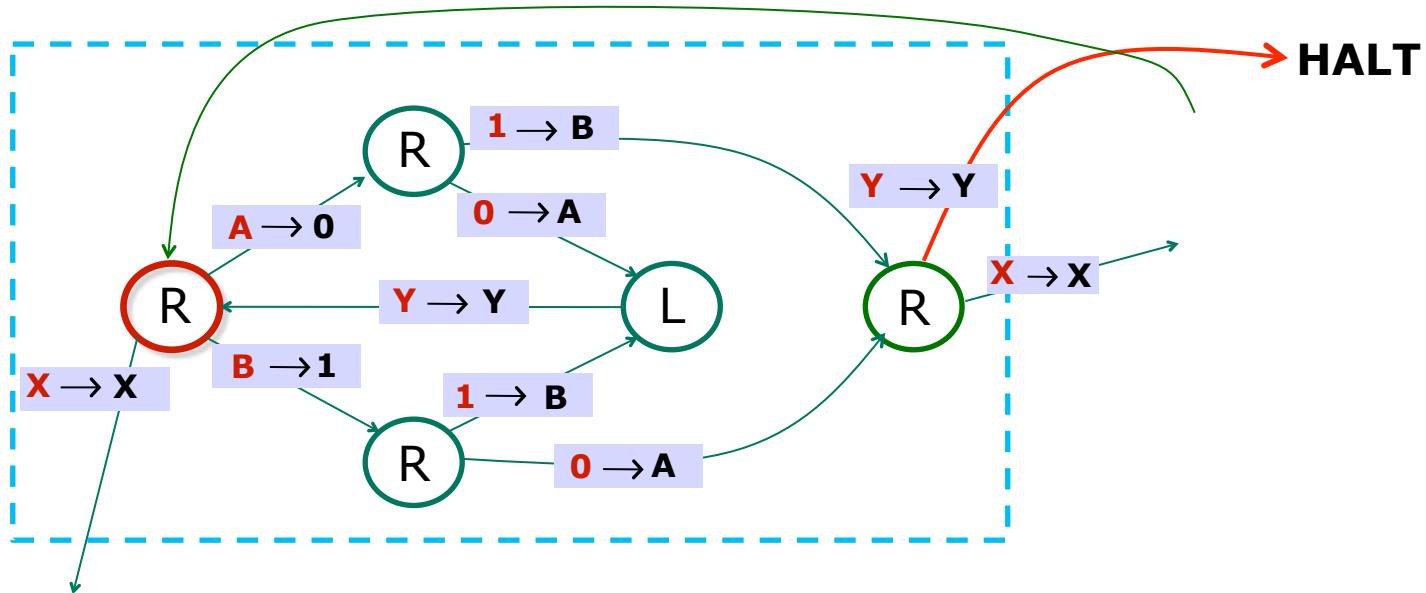 HALT
R
1 → B
Y → Y
0 → A
A → 0
X → X
R
Y → Y
L
R
B → 1
X → X
1 → B
R
0 → A